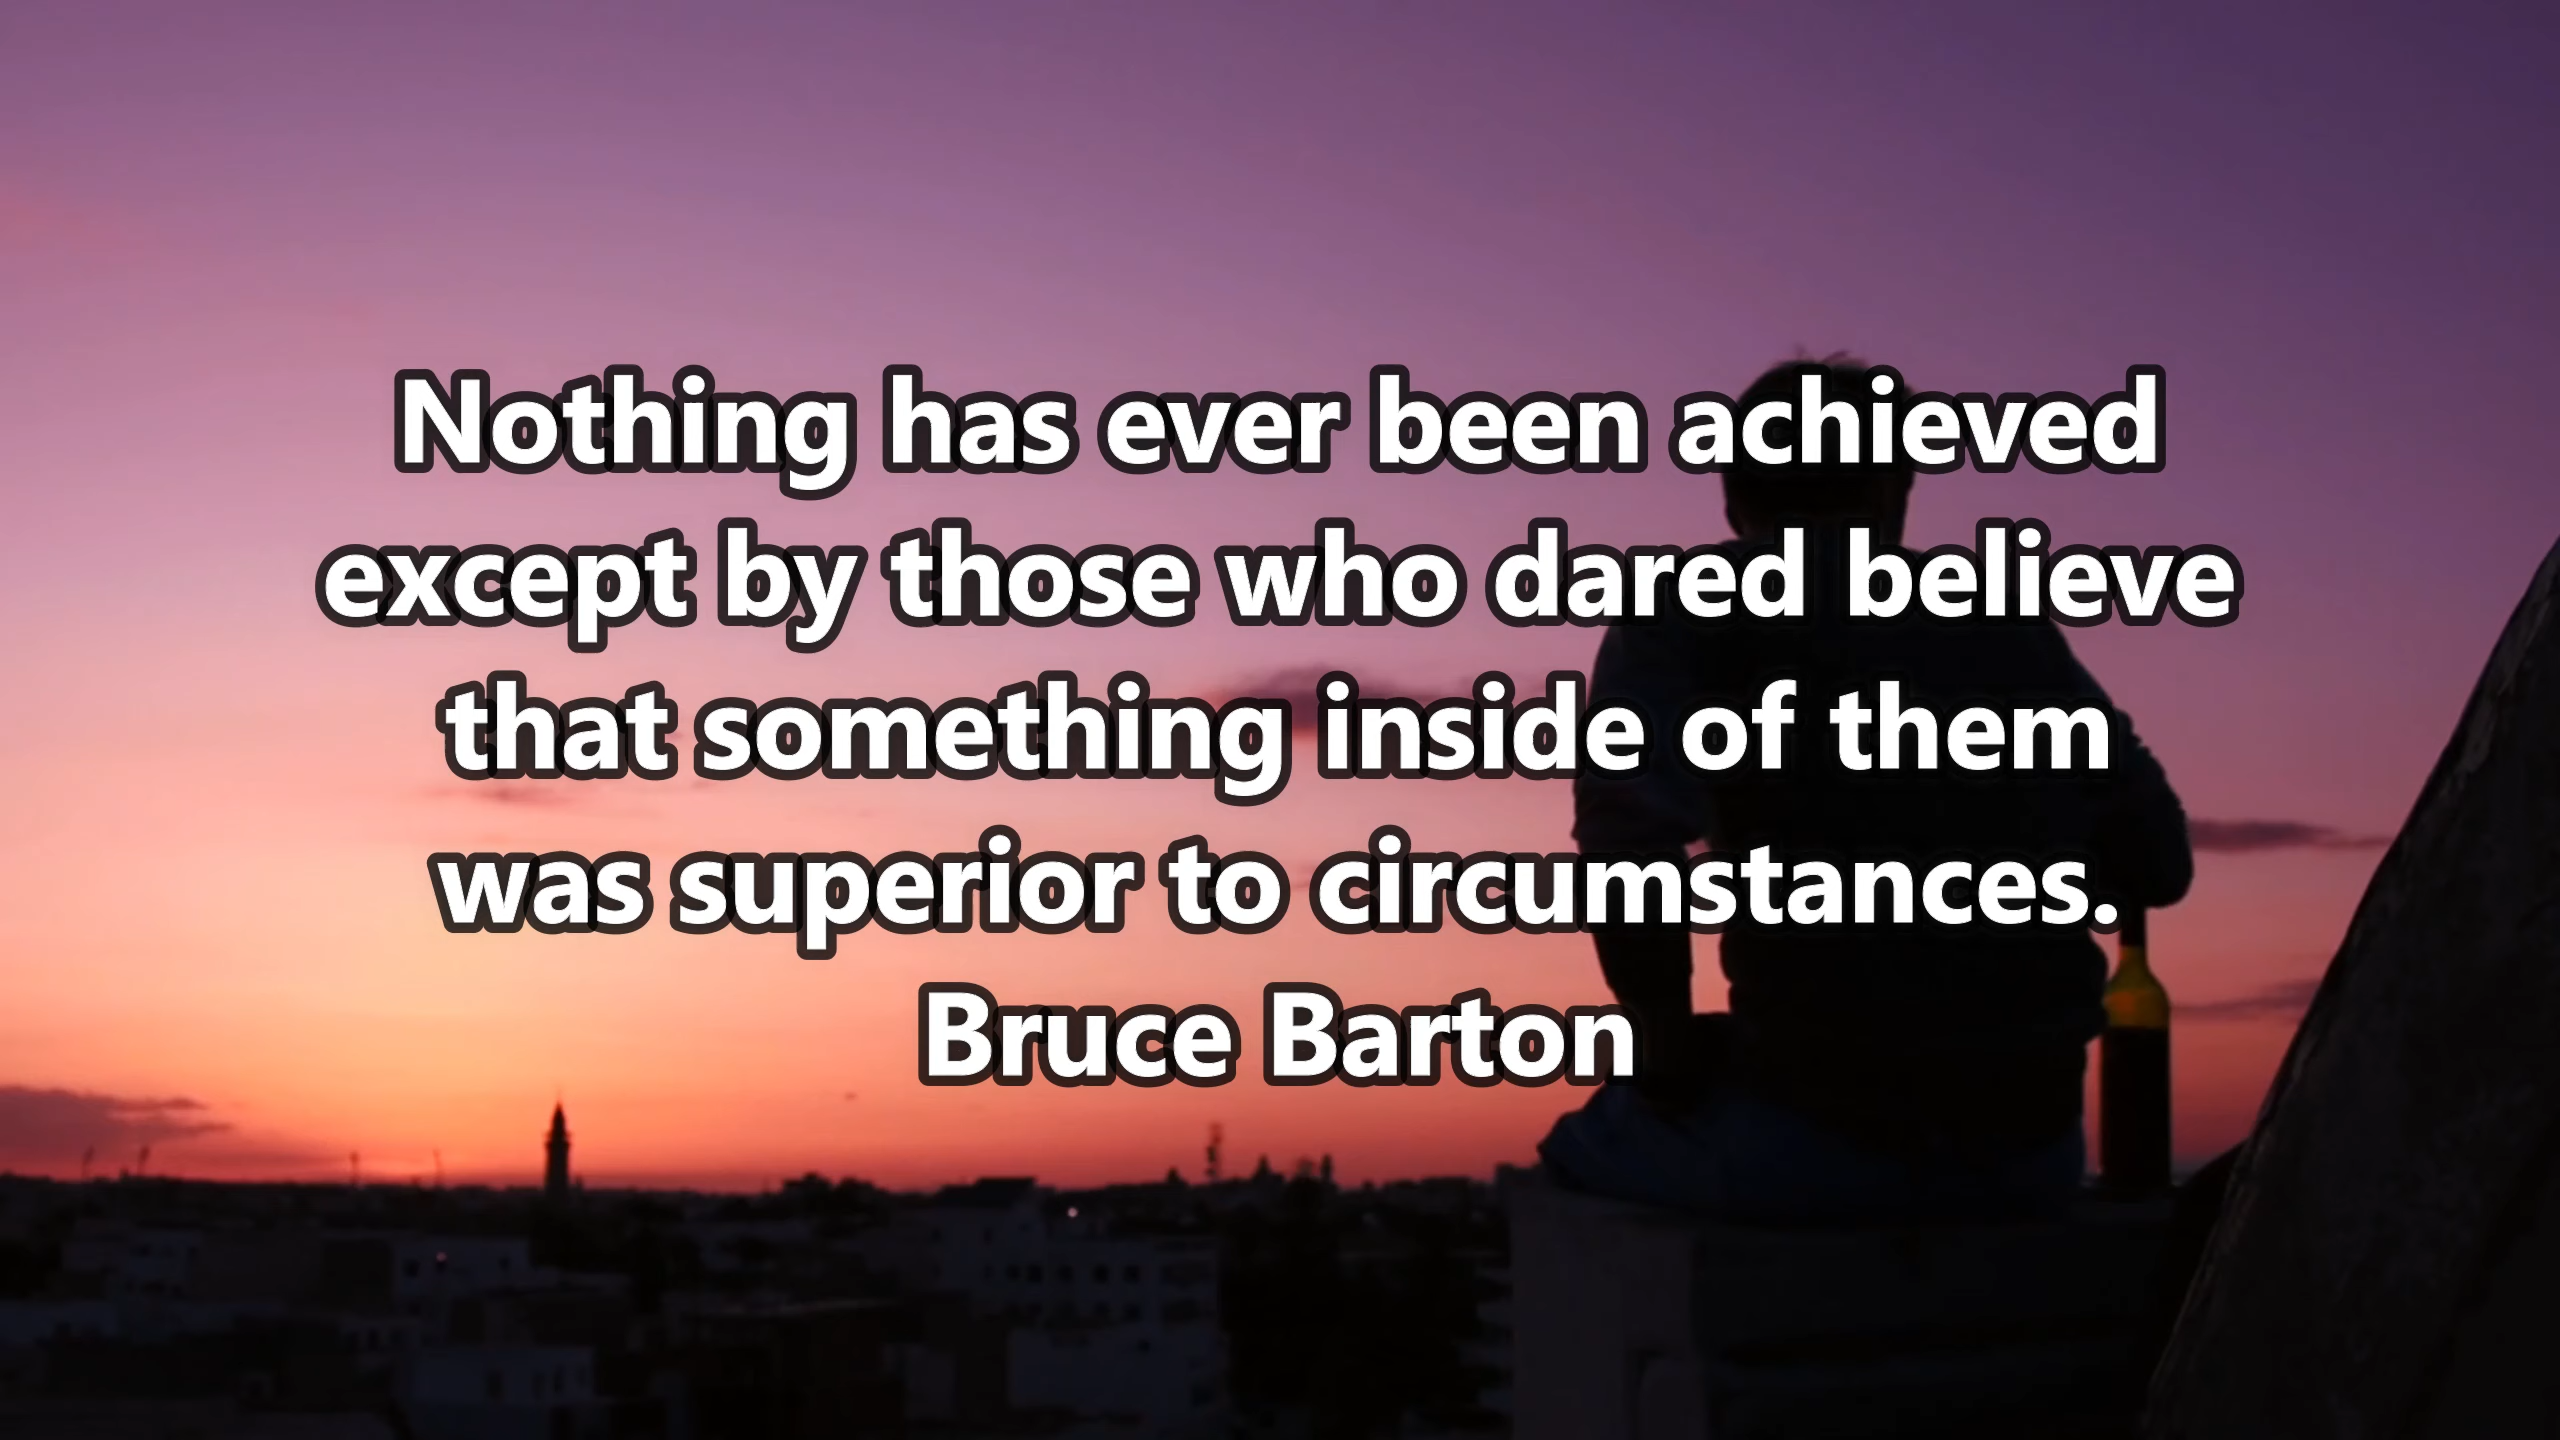 Nothing has ever been achieved
except by those who dared believe
that something inside of them
was superior to circumstances.
Bruce Barton